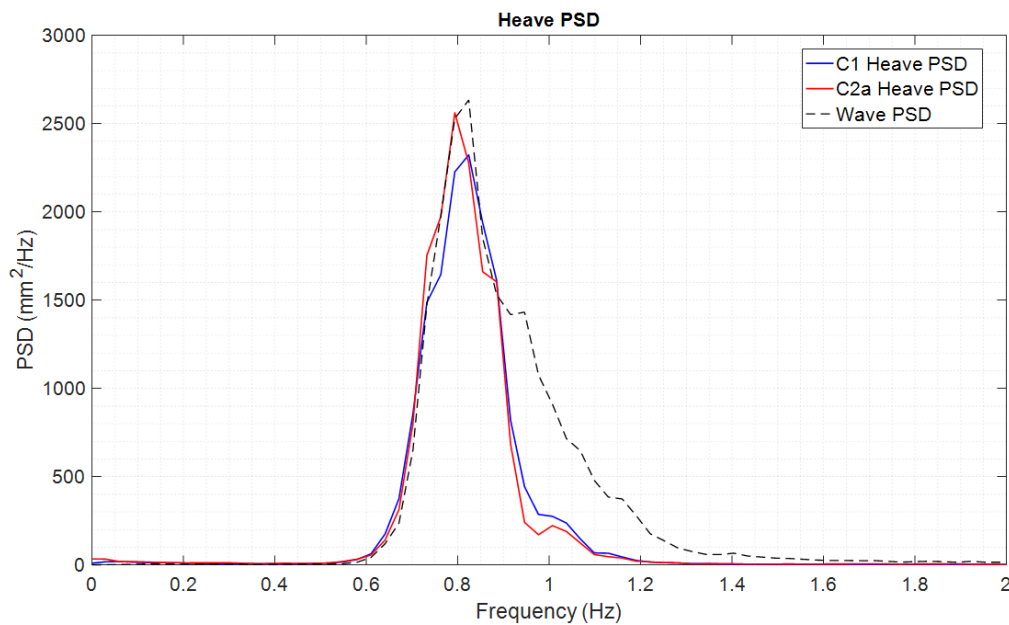 Heave PSD
3000
2500
2000
1500
1000
500
0
PSD (mm²/Hz)
C1 Heave PSD
C2a Heave PSD
Wave PSD
0 0.2 0.4 0.6 0.8 1 1.2 1.4 1.6 1.8 2
Frequency (Hz)